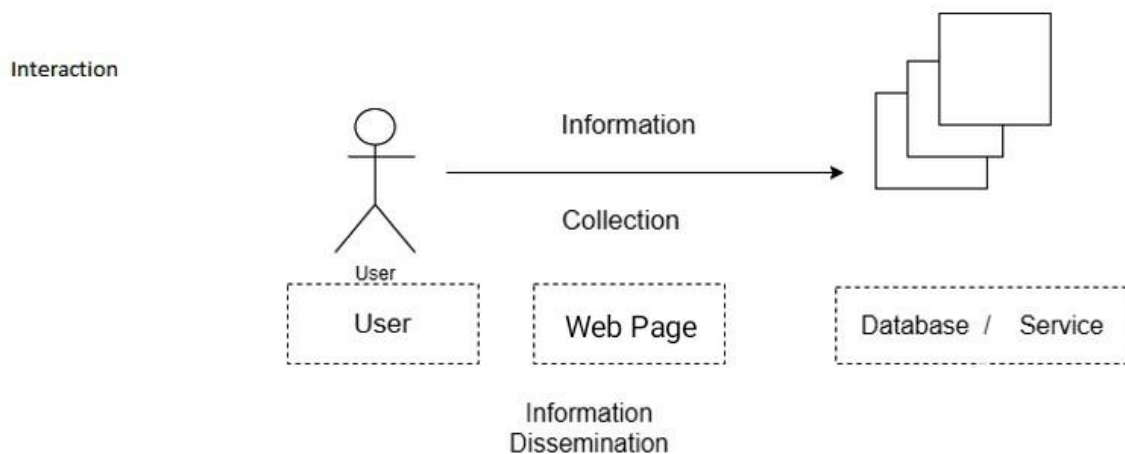 Interaction
Information
Collection
User
User
Web Page
Database / Service
Information
Dissemination